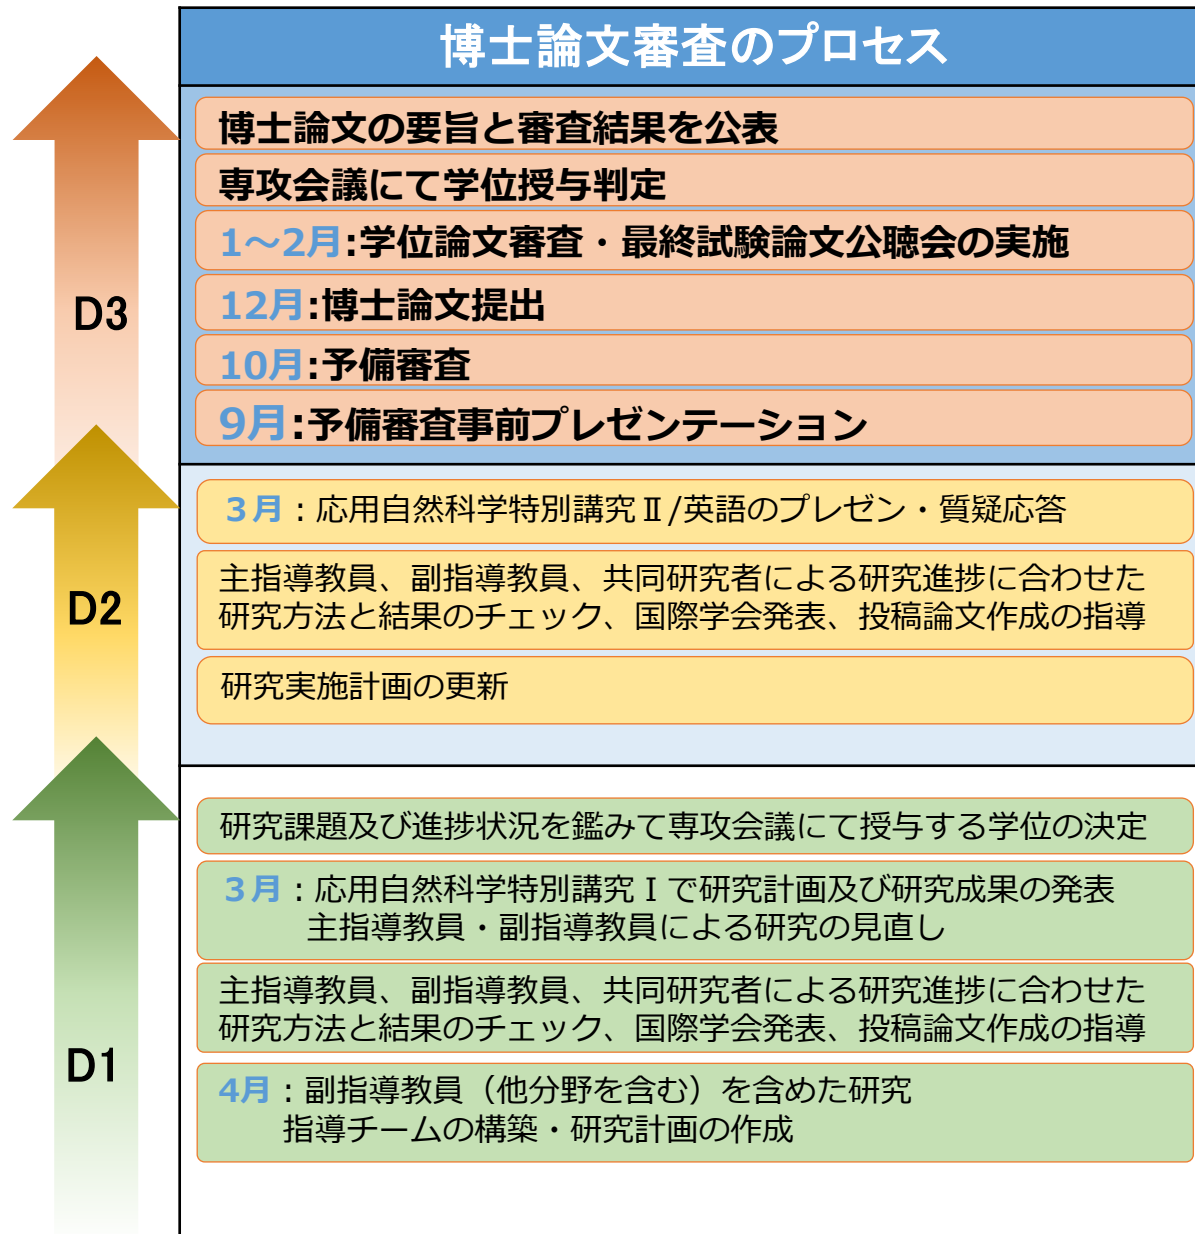 博士論文審査のプロセス
D3
博士論文の要旨と審査結果を公表
専攻会議にて学位授与判定
1～2月:学位論文審査・最終試験論文公聴会の実施
12月:博士論文提出
10月:予備審査
9月:予備審査事前プレゼンテーション
D2
３月：応用自然科学特別講究Ⅱ/英語のプレゼン・質疑応答
主指導教員、副指導教員、共同研究者による研究進捗に合わせた
研究方法と結果のチェック、国際学会発表、投稿論文作成の指導
研究実施計画の更新
D1
研究課題及び進捗状況を鑑みて専攻会議にて授与する学位の決定
３月：応用自然科学特別講究Ⅰで研究計画及び研究成果の発表
主指導教員・副指導教員による研究の見直し
主指導教員、副指導教員、共同研究者による研究進捗に合わせた
研究方法と結果のチェック、国際学会発表、投稿論文作成の指導
4月：副指導教員（他分野を含む）を含めた研究
指導チームの構築・研究計画の作成